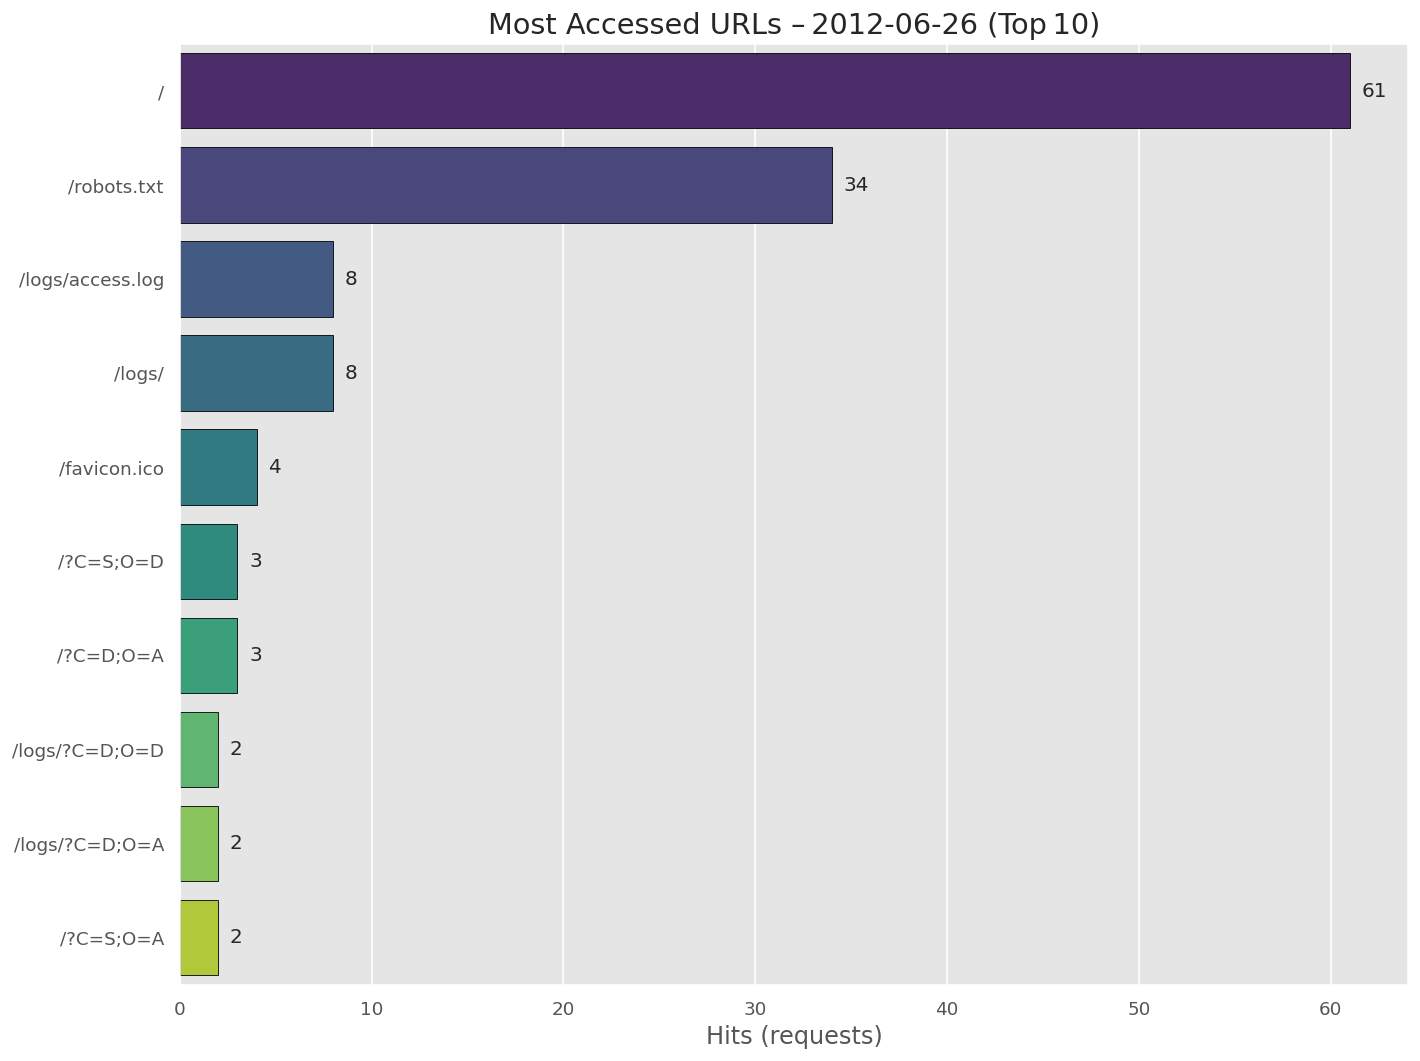 Most Accessed URLs – 2012-06-26 (Top 10)
/ 61
/robots.txt 34
/logs/access.log 8
/logs/ 8
/favicon.ico 4
/?C=S;O=D 3
/?C=D;O=A 3
/logs/?C=D;O=D 2
/logs/?C=D;O=A 2
/?C=S;O=A 2
0 10 20 30 40 50 60
Hits (requests)